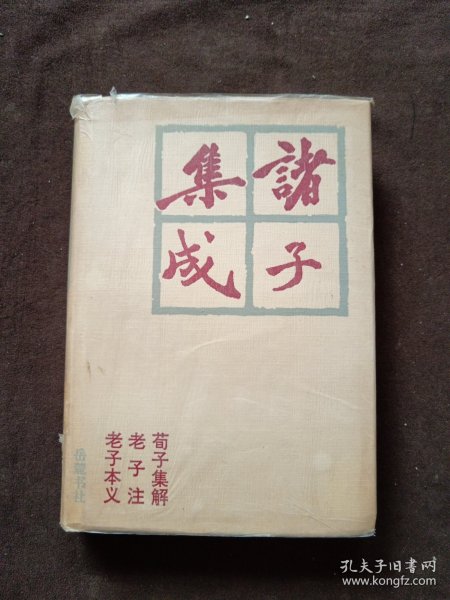 諸子
集成
荀子集解
老子注
老子本义
岳麓书社
孔夫子旧书网
www.kongfz.com